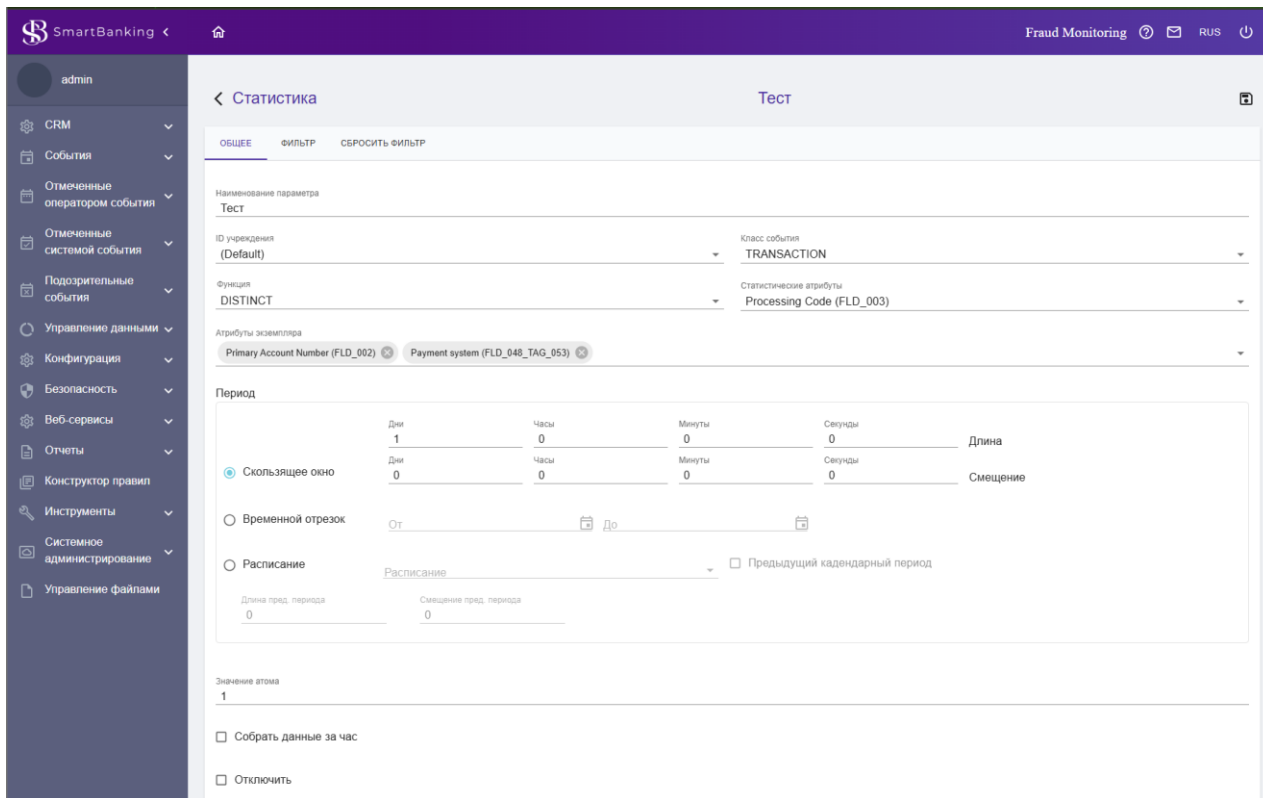 SmartBanking
Fraud Monitoring RUS
admin
CRM
События
Отмеченные
оператором события
Отмеченные
системой события
Подозрительные
события
Управление данными
Конфигурация
Безопасность
Веб-сервисы
Отчеты
Конструктор правил
Инструменты
Системное
администрирование
Управление файлами
Статистика Тест
ОБЩЕЕ ФИЛЬТР СБРОСИТЬ ФИЛЬТР
Наименование параметра
Тест
ID учреждения Класс события
(Default) TRANSACTION
Функция Статистические атрибуты
DISTINCT Processing Code (FLD_003)
Атрибуты экземпляра
Primary Account Number (FLD_002) Payment system (FLD_048_TAG_053)
Период
Дни Часы Минуты Секунды
1 0 0 0 Длина
Скользящее окно
Дни Часы Минуты Секунды
0 0 0 0 Смещение
Временной отрезок От До
Расписание Расписание Предыдущий кадендарный период
Длина пред. периода Смещение пред. периода
0 0
Значение атома
1
Собрать данные за час
Отключить